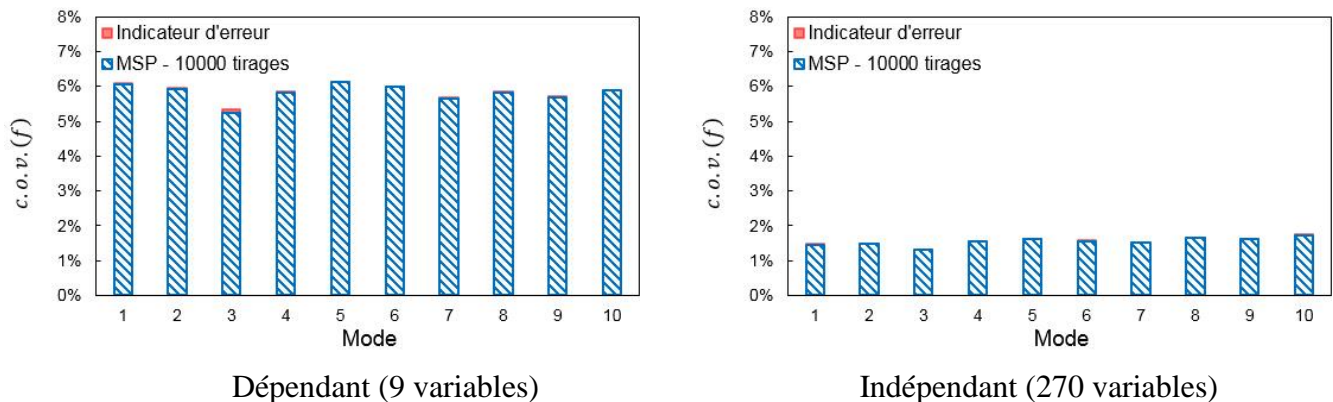 8%
7%
6%
5%
4%
3%
2%
1%
0%
c.o.v.(f)
Indicateur d'erreur
MSP - 10000 tirages
1 2 3 4 5 6 7 8 9 10
Mode
Dépendant (9 variables)
8%
7%
6%
5%
4%
3%
2%
1%
0%
c.o.v.(f)
Indicateur d'erreur
MSP - 10000 tirages
1 2 3 4 5 6 7 8 9 10
Mode
Indépendant (270 variables)